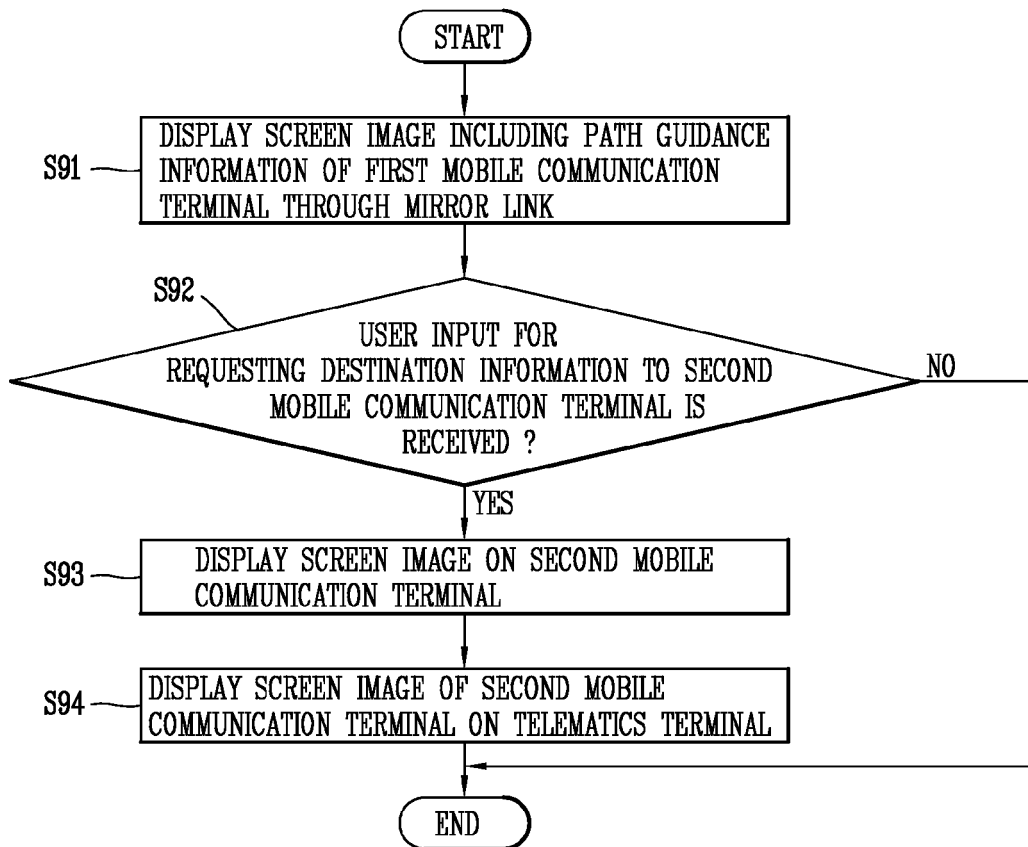 START
S91
DISPLAY SCREEN IMAGE INCLUDING PATH GUIDANCE
INFORMATION OF FIRST MOBILE COMMUNICATION
TERMINAL THROUGH MIRROR LINK
S92
USER INPUT FOR
REQUESTING DESTINATION INFORMATION TO SECOND
MOBILE COMMUNICATION TERMINAL IS
RECEIVED ?
NO
YES
S93
DISPLAY SCREEN IMAGE ON SECOND MOBILE
COMMUNICATION TERMINAL
S94
DISPLAY SCREEN IMAGE OF SECOND MOBILE
COMMUNICATION TERMINAL ON TELEMATICS TERMINAL
END